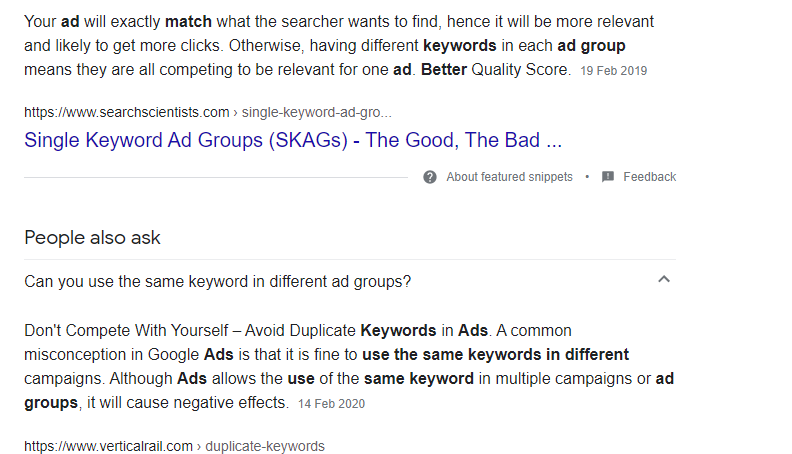 Your ad will exactly match what the searcher wants to find, hence it will be more relevant
and likely to get more clicks. Otherwise, having different keywords in each ad group
means they are all competing to be relevant for one ad. Better Quality Score. 19 Feb 2019
https://www.searchscientists.com › single-keyword-ad-gro...
Single Keyword Ad Groups (SKAGs) - The Good, The Bad ...
About featured snippets • Feedback
People also ask
Can you use the same keyword in different ad groups?
Don't Compete With Yourself – Avoid Duplicate Keywords in Ads. A common
misconception in Google Ads is that it is fine to use the same keywords in different
campaigns. Although Ads allows the use of the same keyword in multiple campaigns or ad
groups, it will cause negative effects. 14 Feb 2020
https://www.verticalrail.com › duplicate-keywords